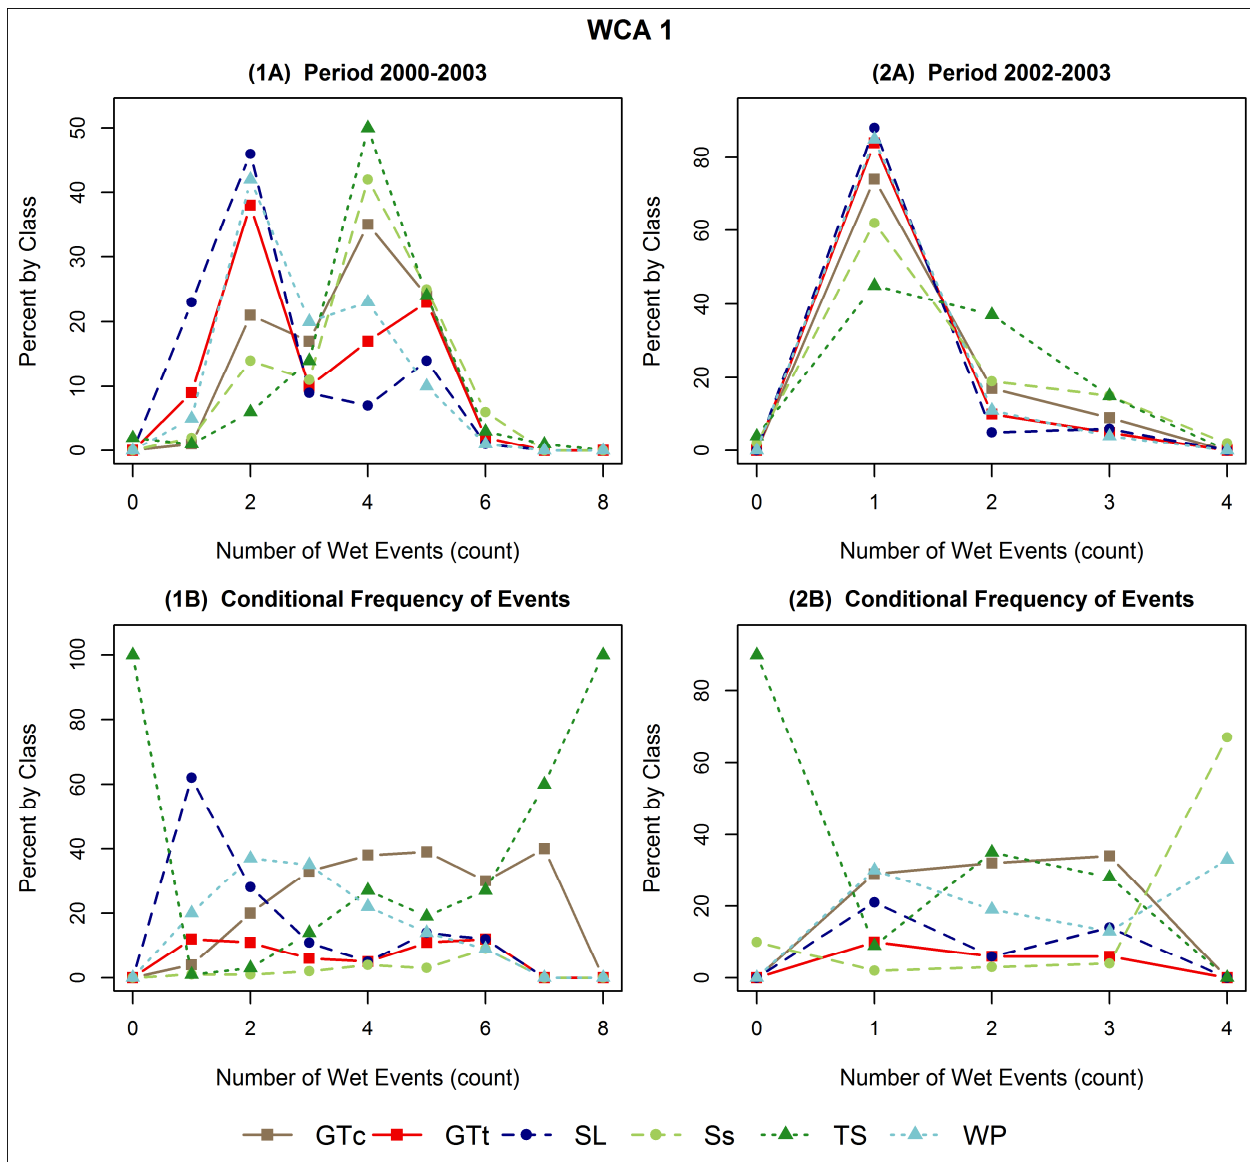 WCA 1
(1A) Period 2000-2003
Percent by Class
0 10 20 30 40 50
0 2 4 6 8
Number of Wet Events (count)
(2A) Period 2002-2003
Percent by Class
0 20 40 60 80
0 1 2 3 4
Number of Wet Events (count)
(1B) Conditional Frequency of Events
Percent by Class
0 20 40 60 80 100
0 2 4 6 8
Number of Wet Events (count)
(2B) Conditional Frequency of Events
Percent by Class
0 20 40 60 80
0 1 2 3 4
Number of Wet Events (count)
GTc GTt SL Ss TS WP